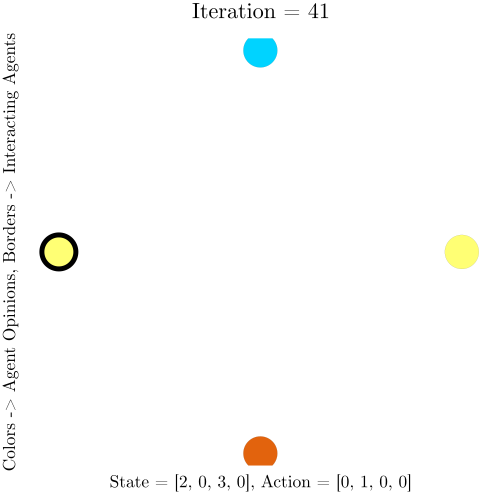 Iteration = 41
Colors -> Agent Opinions, Borders -> Interacting Agents
State = [2, 0, 3, 0], Action = [0, 1, 0, 0]